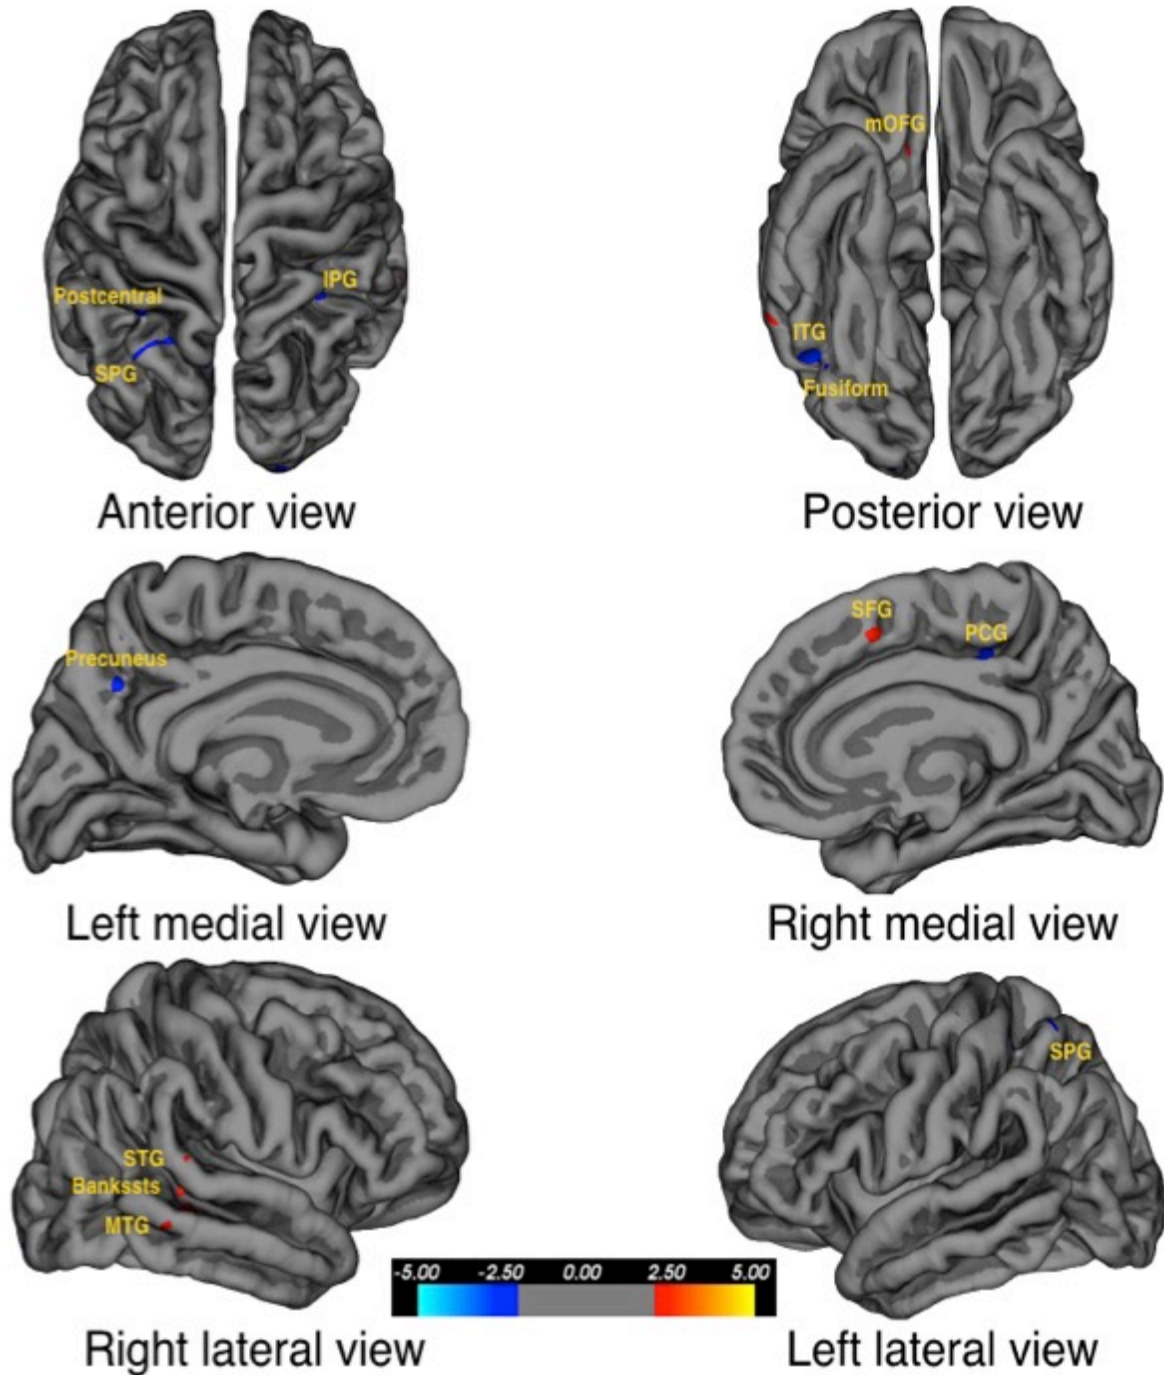 mOFG
IPG
Postcentral
SPG
ITG
Fusiform
Anterior view
Posterior view
SFG
PCG
Precuneus
Left medial view
Right medial view
SPG
STG
Bankssts
MTG
-5.00 -2.50 0.00 2.50 5.00
Right lateral view
Left lateral view